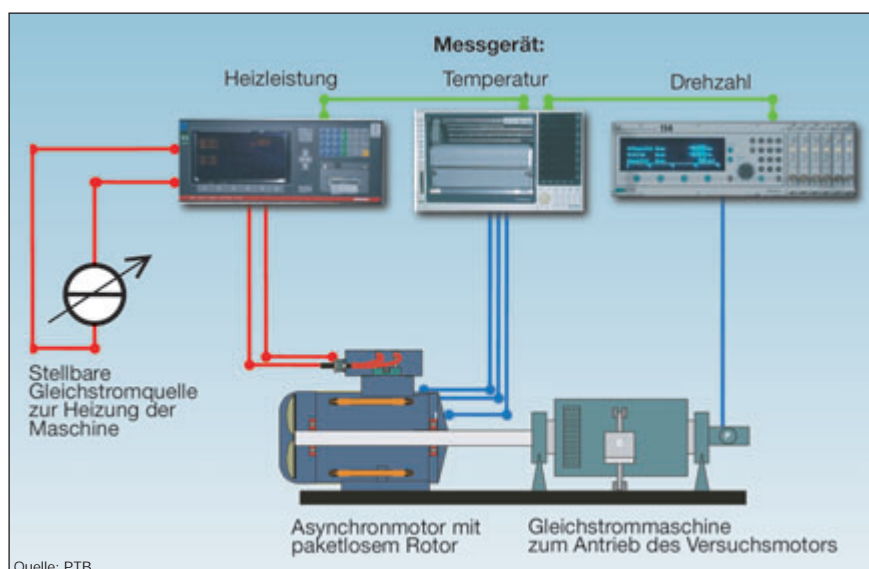 Messgerät:
Heizleistung
Temperatur
Drehzahl
Stellbare
Gleichstromquelle
zur Heizung der
Maschine
Asynchronmotor mit
paketlosem Rotor
Gleichstrommaschine
zum Antrieb des Versuchsmotors
Quelle: PTB